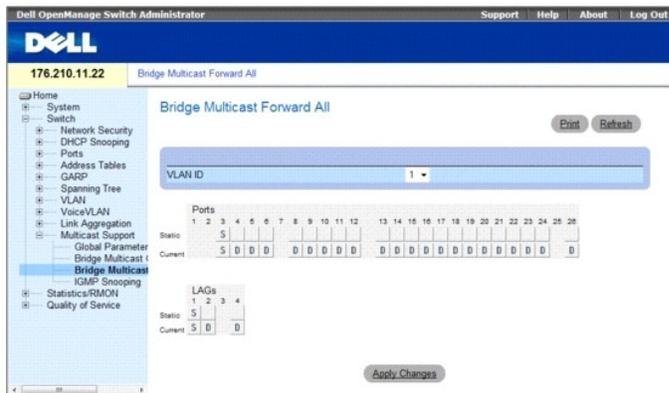 Dell OpenManage Switch Administrator Support Help About Log Out
DELL
176.210.11.22 Bridge Multicast Forward All
Home
System
Switch
Network Security
DHCP Snooping
Ports
Address Tables
GARP
Spanning Tree
VLAN
VoiceVLAN
Link Aggregation
Multicast Support
Global Parameter
Bridge Multicast
Bridge Multicast
IGMP Snooping
Statistics/RMON
Quality of Service
Bridge Multicast Forward All
Print Refresh
VLAN ID 1
Ports
1 2 3 4 5 6 7 8 9 10 11 12 13 14 15 16 17 18 19 20 21 22 23 24 25 26
Static S
Current S D D D D D D D D D D D D D D D D D D D D D
LAGs
1 2 3 4
Static S
Current S D D
Apply Changes